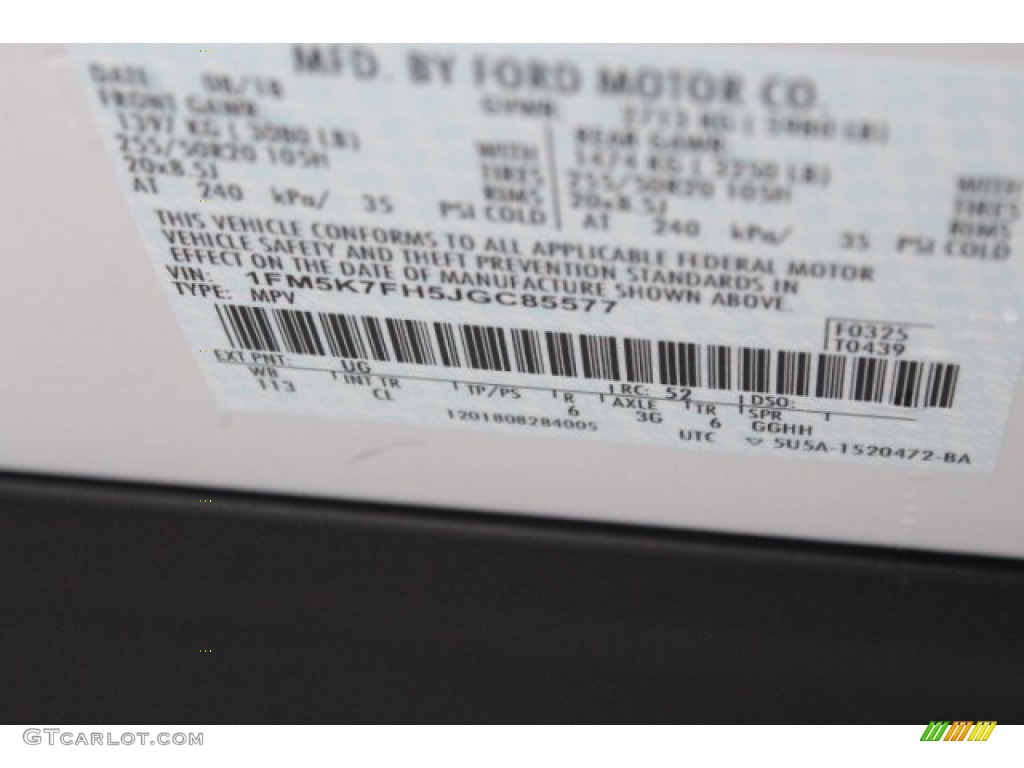 MFD. BY FORD MOTOR CO.
DATE 08/18 GVWR
FRONT GAWR REAR GAWR
1397 KG ( 3080 LB) WITH 1474 KG ( 3250 LB) WITH
255/50R20 105H TIRES 255/50R20 105H TIRES
20x8.5J RIMS 20x8.5J RIMS
AT 240 kPa/ 35 PSI COLD AT 240 kPa/ 35 PSI COLD
THIS VEHICLE CONFORMS TO ALL APPLICABLE FEDERAL MOTOR
VEHICLE SAFETY AND THEFT PREVENTION STANDARDS IN
EFFECT ON THE DATE OF MANUFACTURE SHOWN ABOVE.
VIN: 1FM5K7FH5JGC85577
TYPE: MPV
F0325
T0439
EXT PNT: UG RC: 52 DSO:
WB INT TR TP/PS R AXLE TR SPR
113 CL 6 3G 6 GGHH
1201808284005 UTC ▽ 5U5A-1520472-BA
GTCARLOT.COM